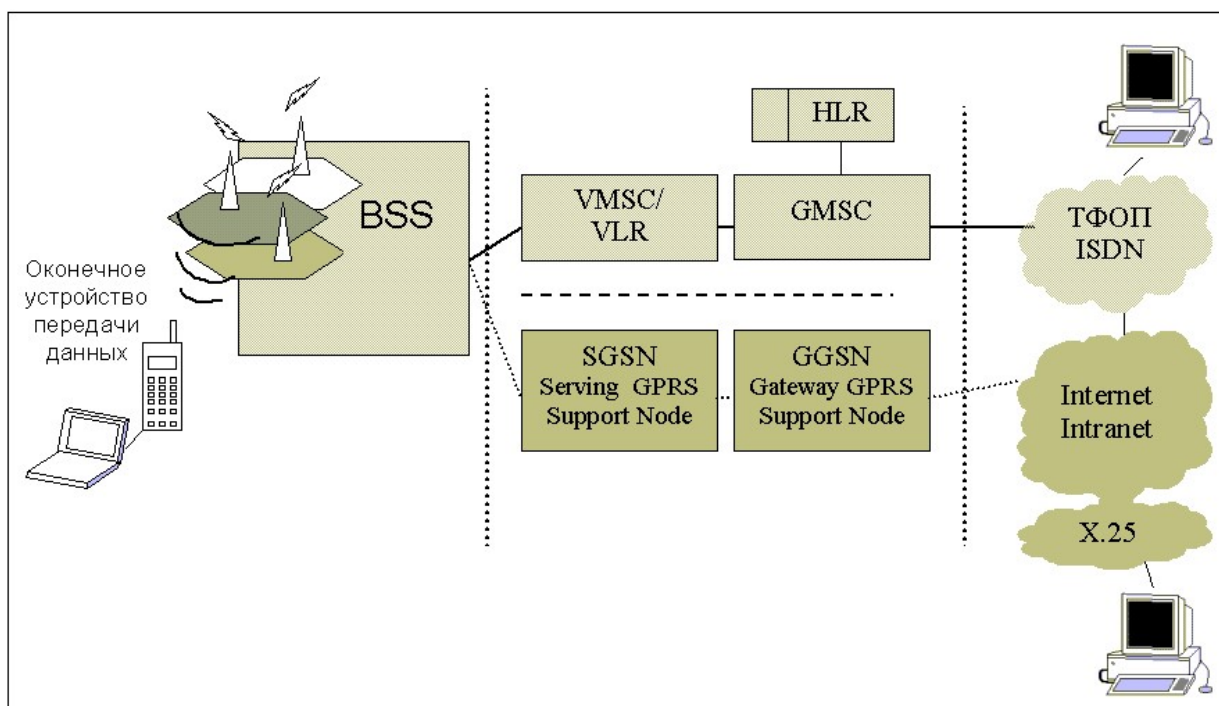 HLR
BSS
VMSC/
VLR
GMSC
ТФОП
ISDN
Оконечное
устройство
передачи
данных
SGSN
Serving GPRS
Support Node
GGSN
Gateway GPRS
Support Node
Internet
Intranet
X.25